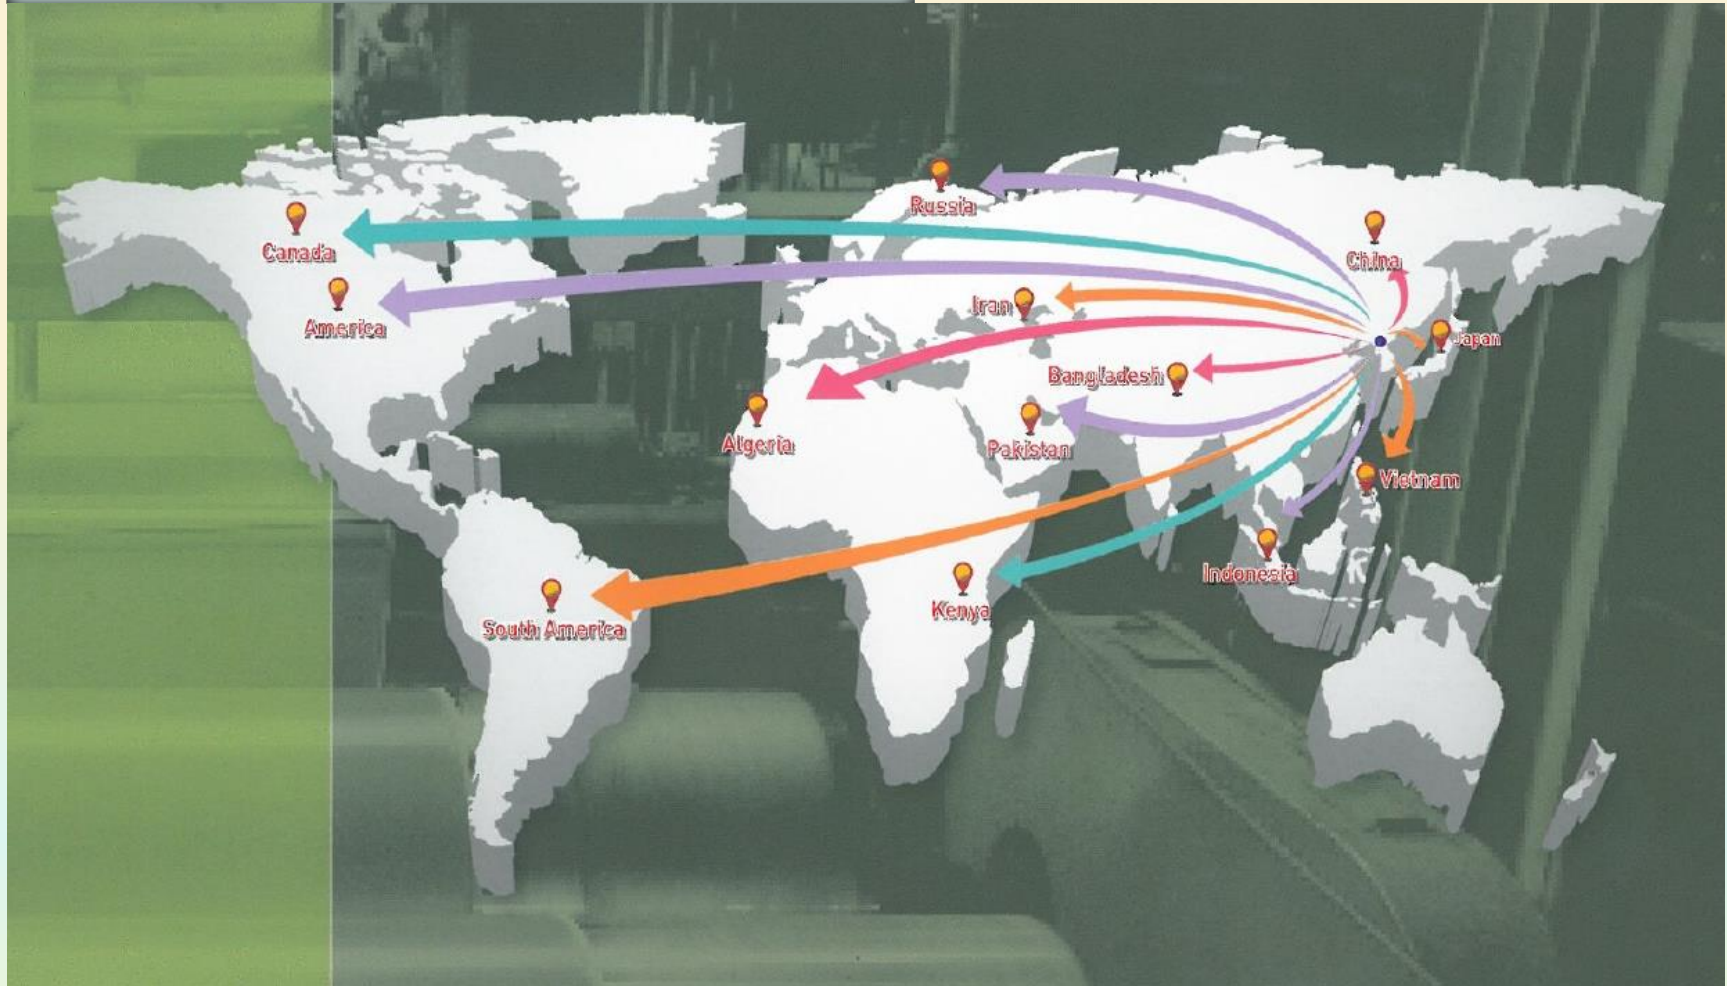 Russia
Canada
China
America
Iran
Japan
Bangladesh
Algeria
Pakistan
Vietnam
Indonesia
Kenya
South America